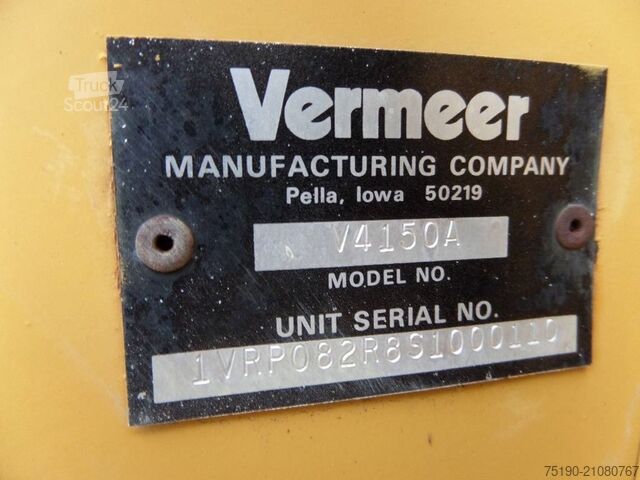 Truck
Scout24
Vermeer
MANUFACTURING COMPANY
Pella, Iowa 50219
V4150A
MODEL NO.
UNIT SERIAL NO.
1VRP082R8S1000110
75190-21080767